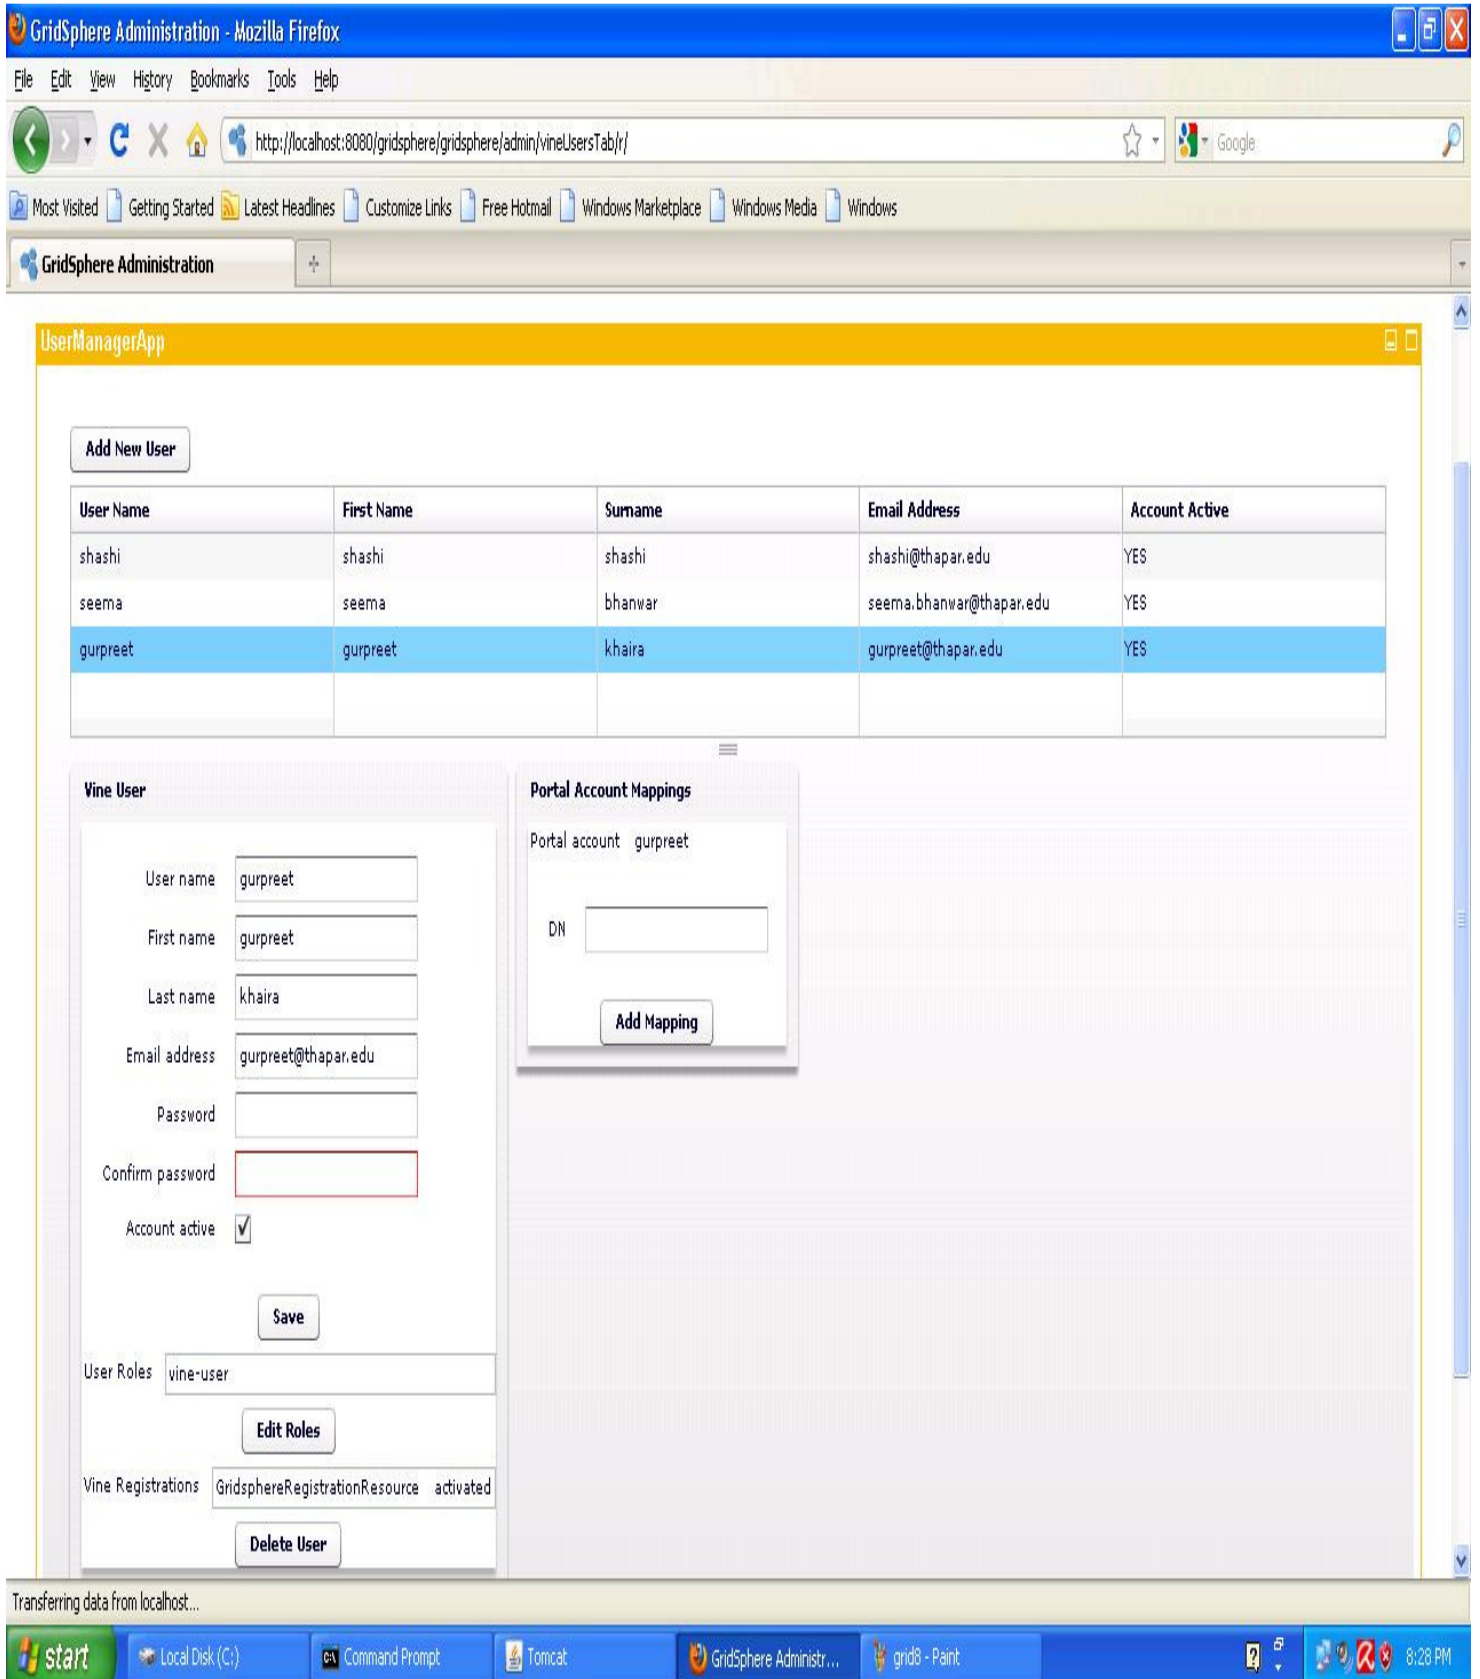 GridSphere Administration - Mozilla Firefox
File Edit View History Bookmarks Tools Help
http://localhost:8080/gridsphere/gridsphere/admin/vineUsersTab/r/
Google
Most Visited Getting Started Latest Headlines Customize Links Free Hotmail Windows Marketplace Windows Media Windows
GridSphere Administration
UserManagerApp
Add New User
User Name First Name Surname Email Address Account Active
shashi shashi shashi shashi@thapar.edu YES
seema seema bhanwar seema.bhanwar@thapar.edu YES
gurpreet gurpreet khaira gurpreet@thapar.edu YES
Vine User
User name gurpreet
First name gurpreet
Last name khaira
Email address gurpreet@thapar.edu
Password
Confirm password
Account active
Save
User Roles vine-user
Edit Roles
Vine Registrations GridsphereRegistrationResource activated
Delete User
Portal Account Mappings
Portal account gurpreet
DN
Add Mapping
Transferring data from localhost...
start Local Disk (C:) Command Prompt Tomcat GridSphere Administr... grid8 - Paint 8:28 PM